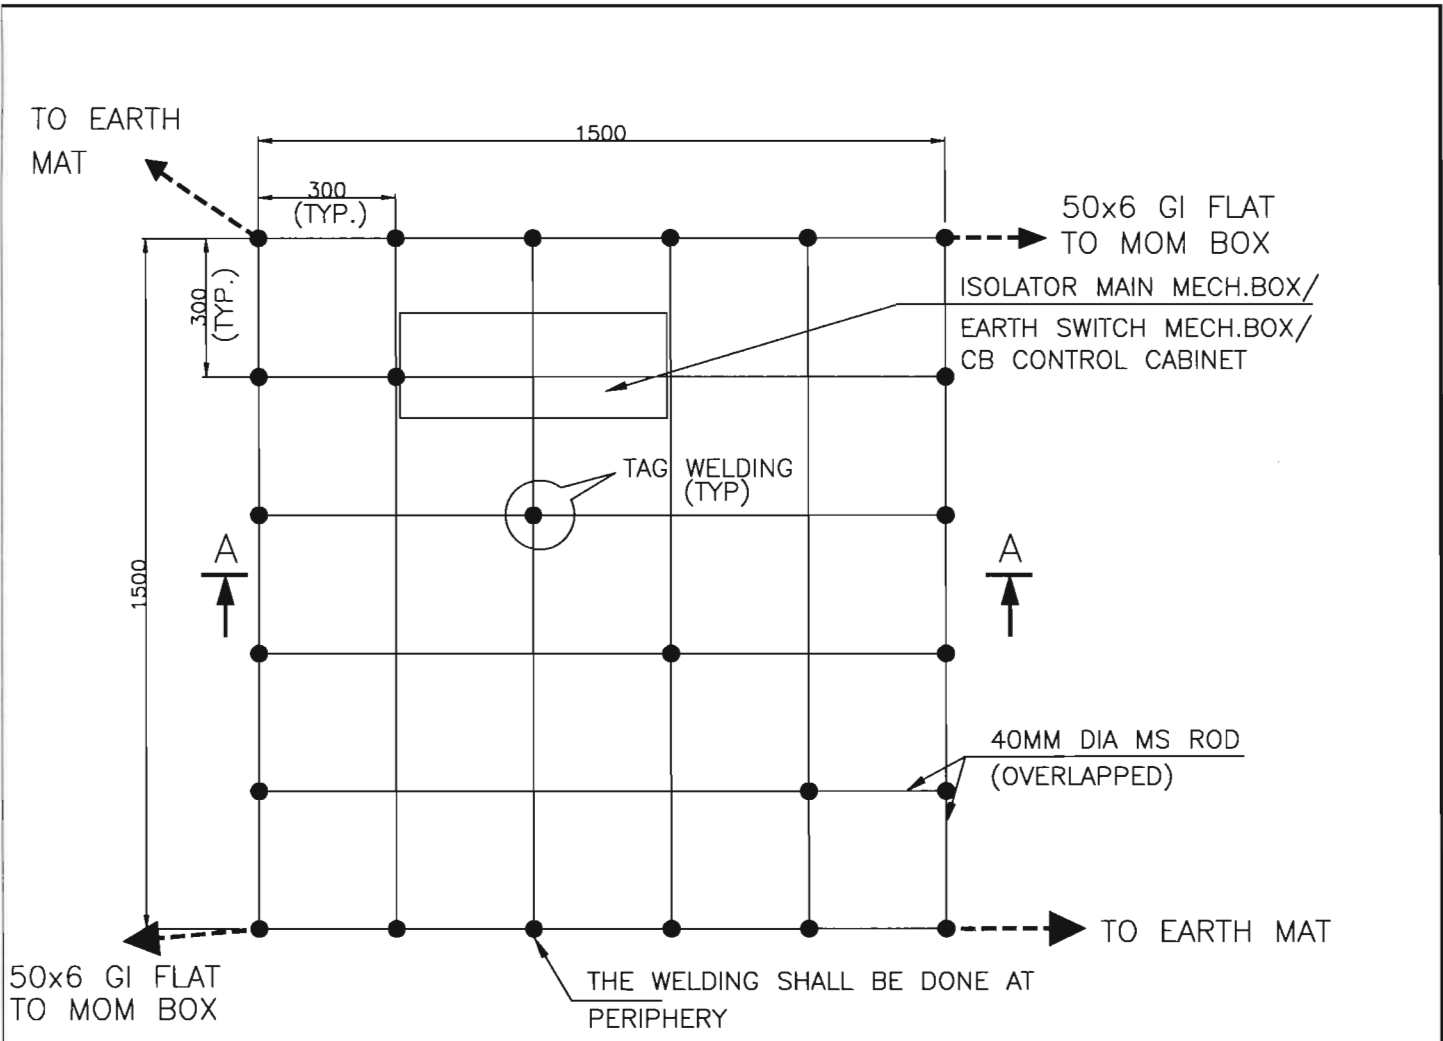 TO EARTH
MAT
1500
300
(TYP.)
50x6 GI FLAT
TO MOM BOX
300
(TYP.)
ISOLATOR MAIN MECH.BOX/
EARTH SWITCH MECH.BOX/
CB CONTROL CABINET
TAG WELDING
(TYP)
A
A
1500
40MM DIA MS ROD
(OVERLAPPED)
TO EARTH MAT
50x6 GI FLAT
TO MOM BOX
THE WELDING SHALL BE DONE AT
PERIPHERY